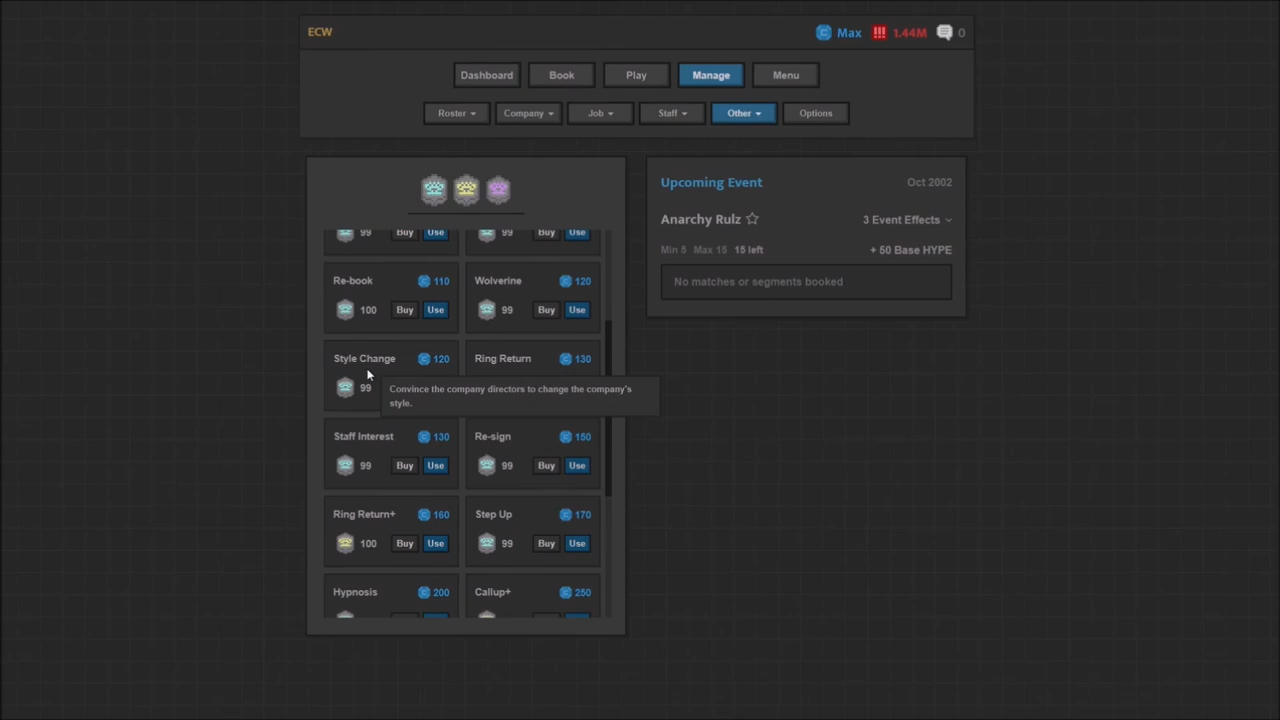 ECW
Max 1.44M 0
Dashboard Book Play Manage Menu
Roster Company Job Staff Other Options
99 Buy Use
99 Buy Use
Re-book 110
100 Buy Use
Wolverine 120
99 Buy Use
Style Change 120
99
Ring Return 130
Convince the company directors to change the company's
style.
Staff Interest 130
99 Buy Use
Re-sign 150
99 Buy Use
Ring Return+ 160
100 Buy Use
Step Up 170
99 Buy Use
Hypnosis 200
Callup+ 250
Upcoming Event Oct 2002
Anarchy Rulz 3 Event Effects
Min 5 Max 15 15 left + 50 Base HYPE
No matches or segments booked